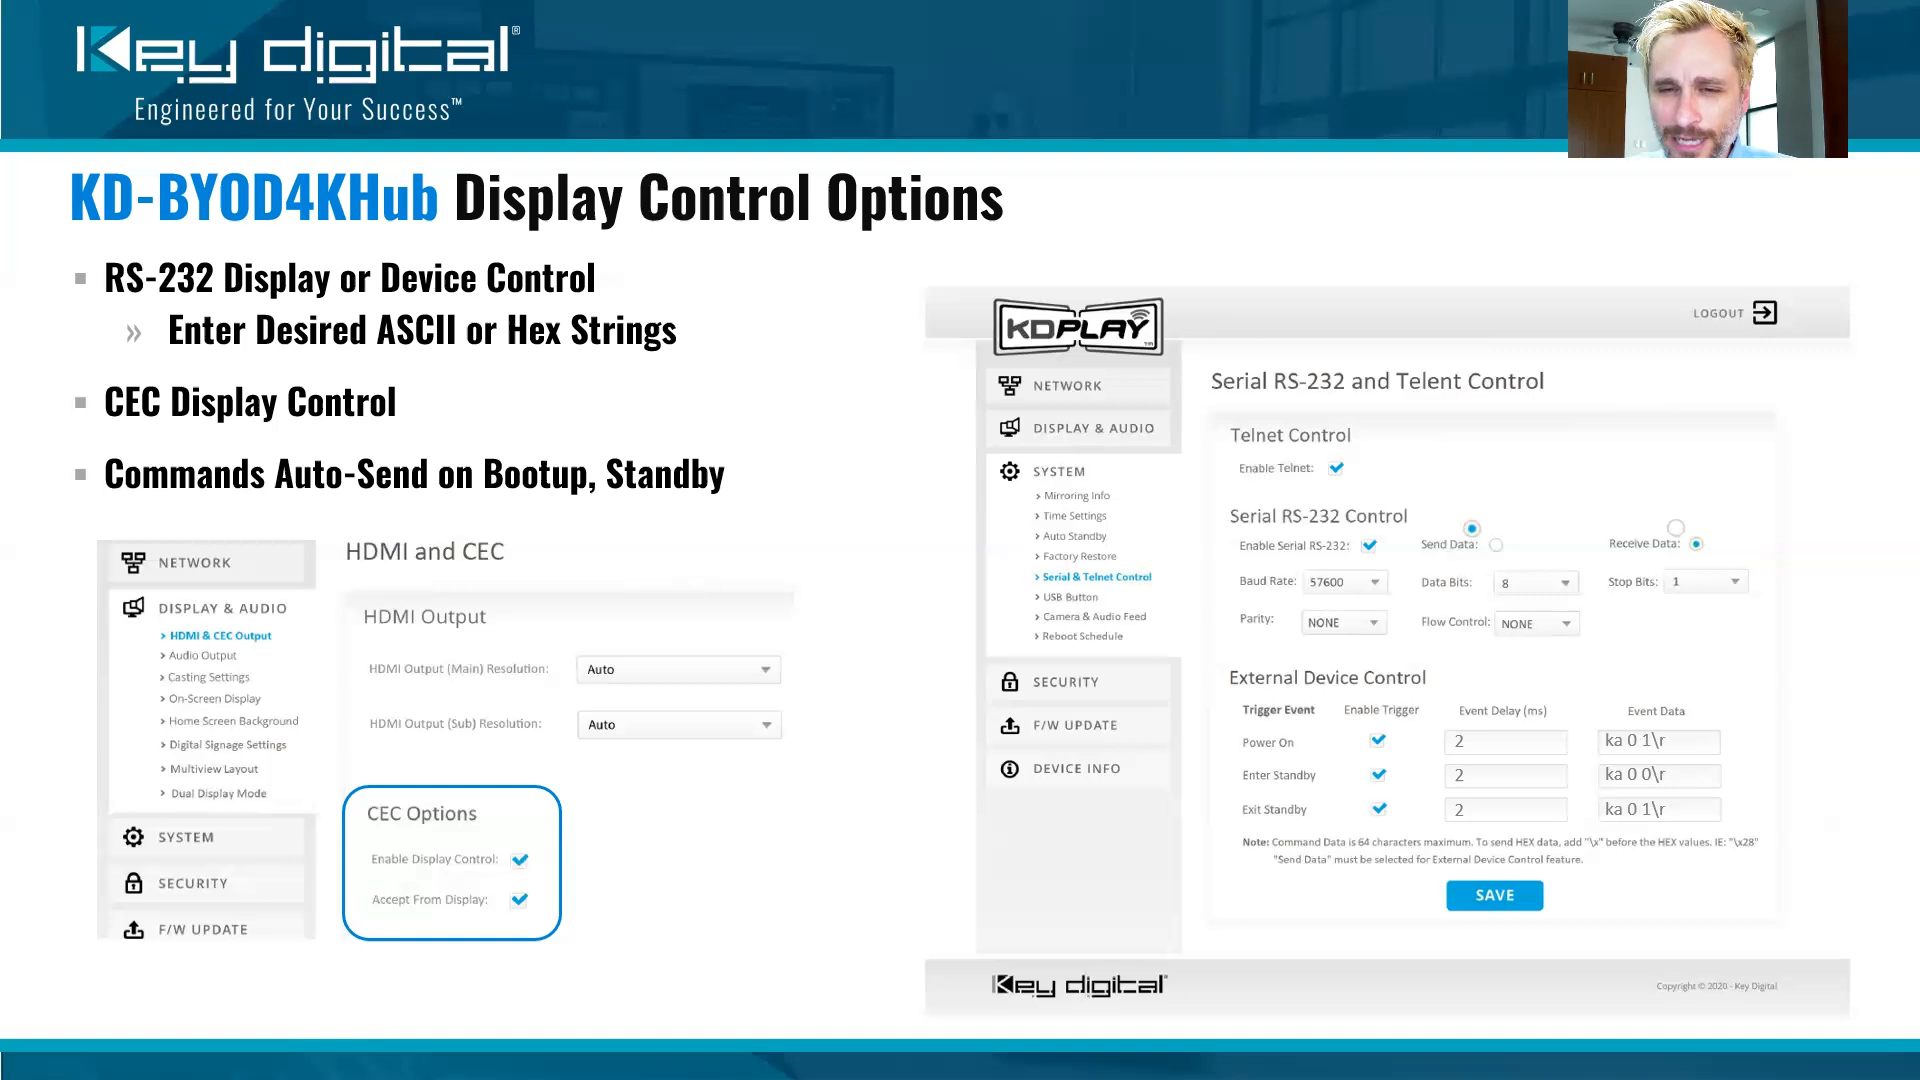 Key digital®
Engineered for Your Success™
KD-BYOD4KHub Display Control Options
RS-232 Display or Device Control
» Enter Desired ASCII or Hex Strings
CEC Display Control
Commands Auto-Send on Bootup, Standby
NETWORK
DISPLAY & AUDIO
> HDMI & CEC Output
> Audio Output
> Casting Settings
> On-Screen Display
> Home Screen Background
> Digital Signage Settings
> Multiview Layout
> Dual Display Mode
SYSTEM
SECURITY
F/W UPDATE
HDMI and CEC
HDMI Output
HDMI Output (Main) Resolution: Auto
HDMI Output (Sub) Resolution: Auto
CEC Options
Enable Display Control:
Accept From Display:
KDPLAY™
LOGOUT
NETWORK
DISPLAY & AUDIO
SYSTEM
> Mirroring Info
> Time Settings
> Auto Standby
> Factory Restore
> Serial & Telnet Control
> USB Button
> Camera & Audio Feed
> Reboot Schedule
SECURITY
F/W UPDATE
DEVICE INFO
Serial RS-232 and Telent Control
Telnet Control
Enable Telnet:
Serial RS-232 Control
Enable Serial RS-232: Send Data: Receive Data:
Baud Rate: 57600 Data Bits: 8 Stop Bits: 1
Parity: NONE Flow Control: NONE
External Device Control
Trigger Event Enable Trigger Event Delay (ms) Event Data
Power On 2 ka 0 1\r
Enter Standby 2 ka 0 0\r
Exit Standby 2 ka 0 1\r
Note: Command Data is 64 characters maximum. To send HEX data, add "\x" before the HEX values. IE: "\x28"
"Send Data" must be selected for External Device Control feature.
SAVE
Key digital®
Copyright © 2020 - Key Digital